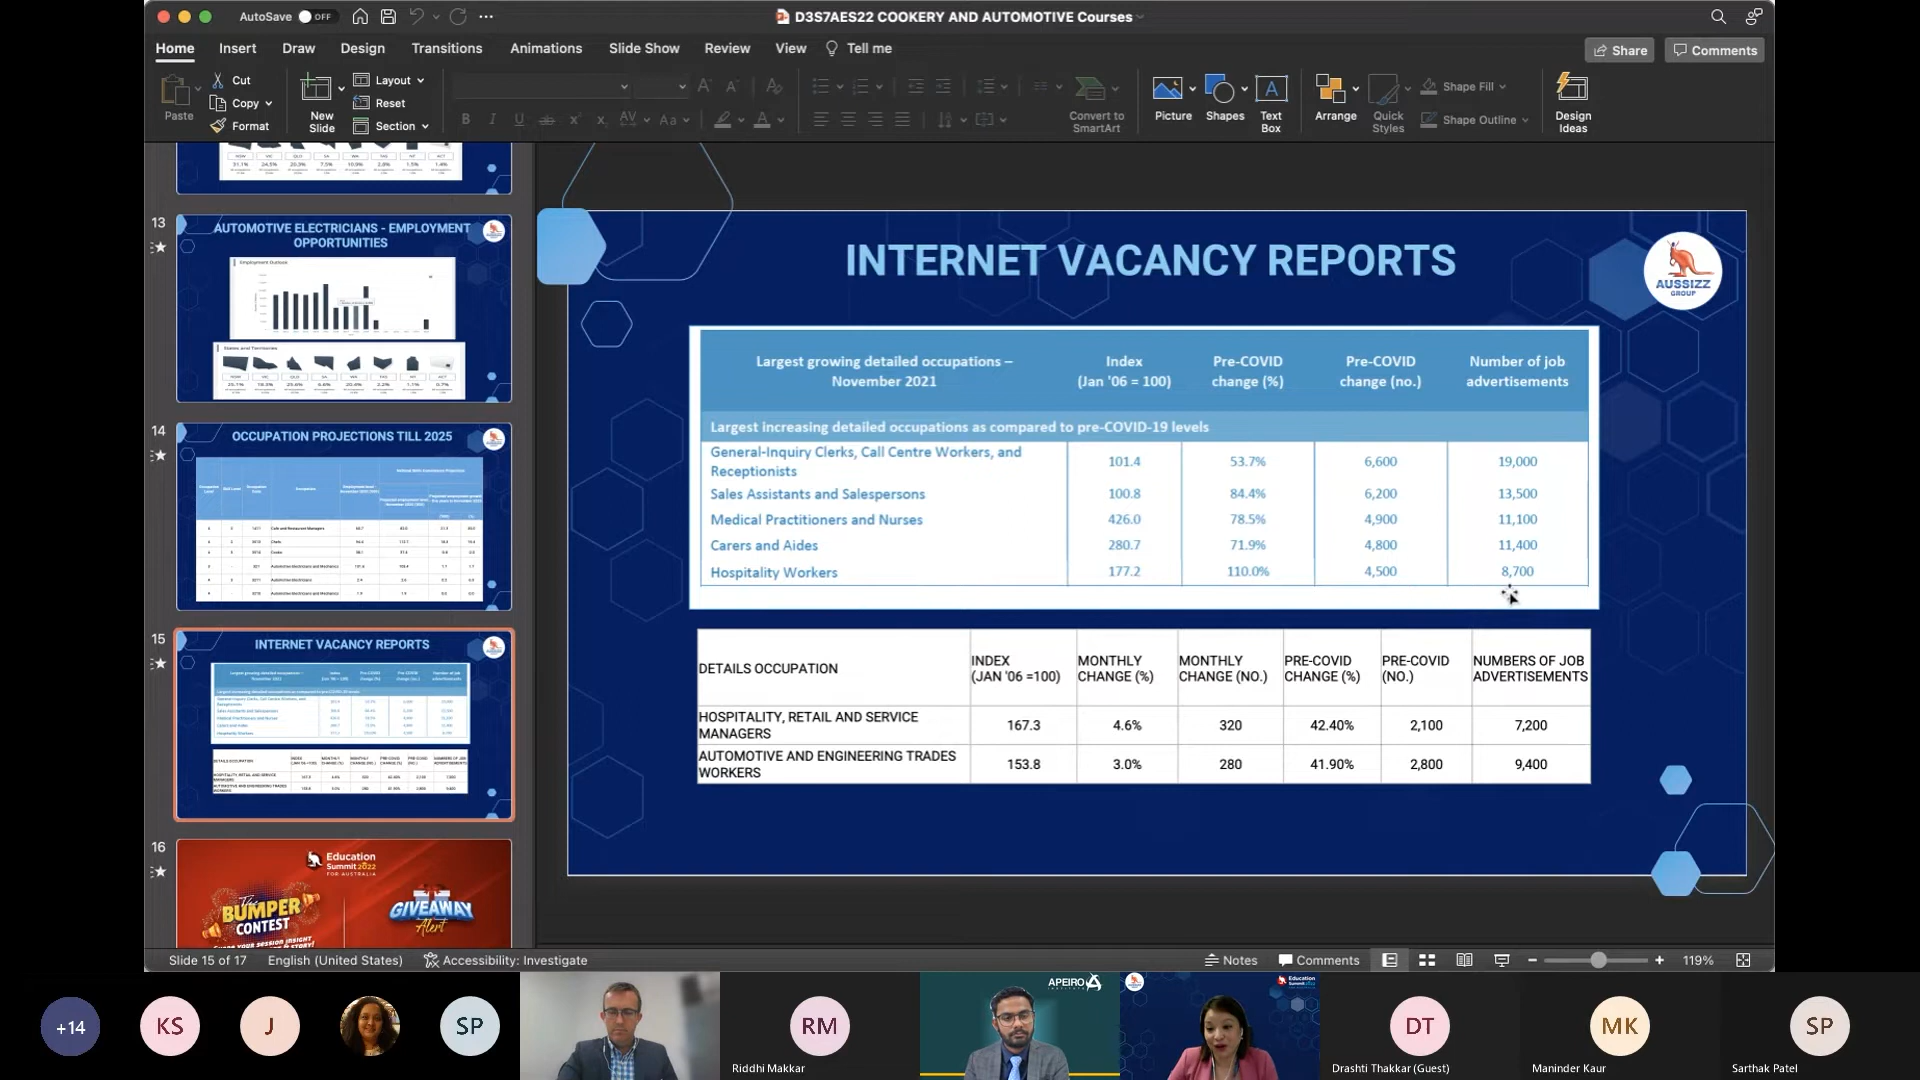 AutoSave OFF
D3S7AES22 COOKERY AND AUTOMOTIVE Courses
Home Insert Draw Design Transitions Animations Slide Show Review View Tell me
Share Comments
Paste
Cut
Copy
Format
New Slide
Layout
Reset
Section
Convert to SmartArt
Picture
Shapes
Text Box
Arrange
Quick Styles
Shape Fill
Shape Outline
Design Ideas
13
AUTOMOTIVE ELECTRICIANS - EMPLOYMENT
OPPORTUNITIES
14
OCCUPATION PROJECTIONS TILL 2025
15
INTERNET VACANCY REPORTS
16
Education
Summit 2022
FOR AUSTRALIA
The
BUMPER
CONTEST
GIVEAWAY
Alert
INTERNET VACANCY REPORTS
AUSSIZZ
GROUP
Largest growing detailed occupations –
November 2021
Index
(Jan '06 = 100)
Pre-COVID
change (%)
Pre-COVID
change (no.)
Number of job
advertisements
Largest increasing detailed occupations as compared to pre-COVID-19 levels
General-Inquiry Clerks, Call Centre Workers, and
Receptionists
101.4 53.7% 6,600 19,000
Sales Assistants and Salespersons 100.8 84.4% 6,200 13,500
Medical Practitioners and Nurses 426.0 78.5% 4,900 11,100
Carers and Aides 280.7 71.9% 4,800 11,400
Hospitality Workers 177.2 110.0% 4,500 8,700
DETAILS OCCUPATION
INDEX
(JAN '06 =100)
MONTHLY
CHANGE (%)
MONTHLY
CHANGE (NO.)
PRE-COVID
CHANGE (%)
PRE-COVID
(NO.)
NUMBERS OF JOB
ADVERTISEMENTS
HOSPITALITY, RETAIL AND SERVICE
MANAGERS
167.3 4.6% 320 42.40% 2,100 7,200
AUTOMOTIVE AND ENGINEERING TRADES
WORKERS
153.8 3.0% 280 41.90% 2,800 9,400
Slide 15 of 17 English (United States) Accessibility: Investigate
Notes Comments 119%
+14
KS
J
SP
RM
Riddhi Makkar
APEIRO
DT
Drashti Thakkar (Guest)
MK
Maninder Kaur
SP
Sarthak Patel